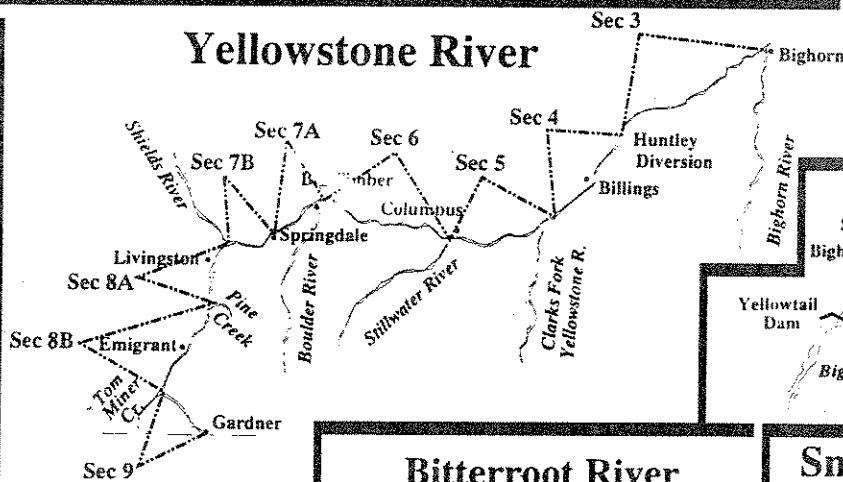 Yellowstone River
Sec 3
Bighorn
Sec 4
Huntley
Diversion
Billings
Bighorn River
Sec 5
Sec 6
Sec 7A
Sec 7B
Shields River
Columbus
Springdale
Livingston
Sec 8A
Pine
Creek
Boulder River
Stillwater River
Clarks Fork
Yellowstone R.
Sec 8B
Emigrant
Tom
Miner
Cr.
Gardner
Sec 9
Yellowtail
Dam
Bitterroot River